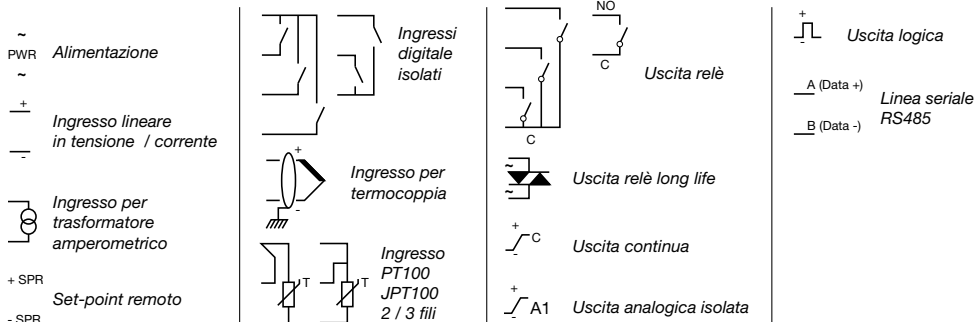 ~
PWR
~
Alimentazione
+
-
Ingresso lineare
in tensione / corrente
Ingresso per
trasformatore
amperometrico
+ SPR
- SPR
Set-point remoto
Ingressi
digitale
isolati
+
-
Ingresso per
termocoppia
T
T
Ingresso
PT100
JPT100
2 / 3 fili
C
NO
C
Uscita relè
~
~
Uscita relè long life
+
-
C
Uscita continua
+
-
A1
Uscita analogica isolata
+
-
Uscita logica
A (Data +)
B (Data -)
Linea seriale
RS485